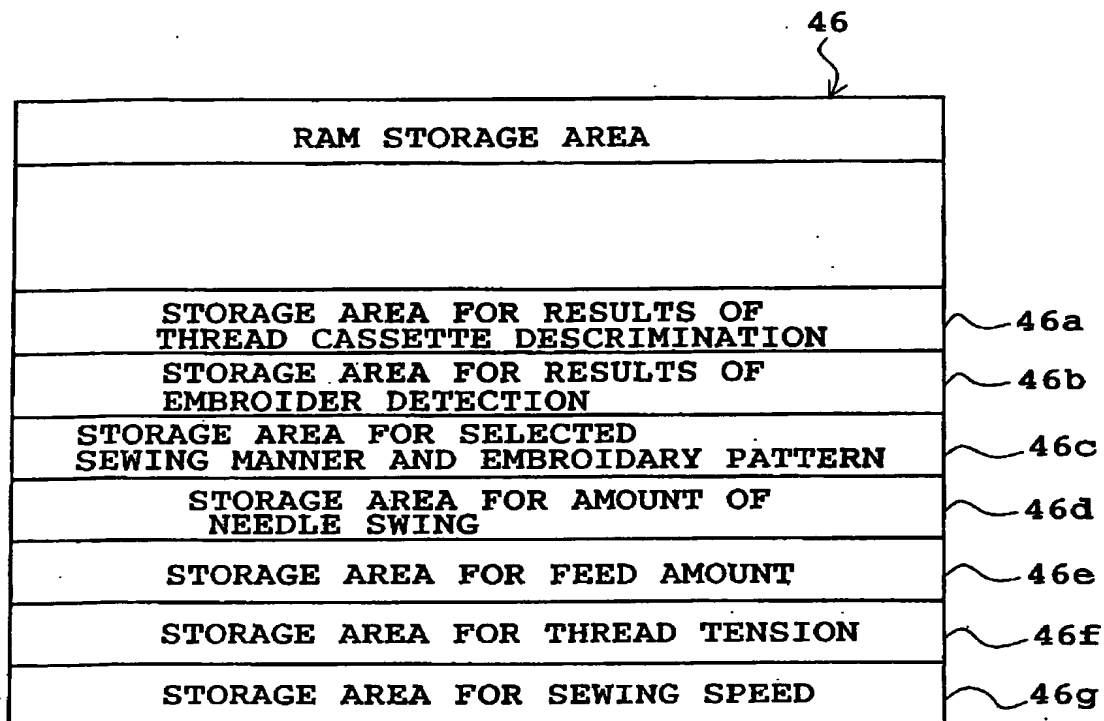 46
RAM STORAGE AREA
STORAGE AREA FOR RESULTS OF
THREAD CASSETTE DESCRIMINATION
46a
STORAGE AREA FOR RESULTS OF
EMBROIDER DETECTION
46b
STORAGE AREA FOR SELECTED
SEWING MANNER AND EMBROIDARY PATTERN
46c
STORAGE AREA FOR AMOUNT OF
NEEDLE SWING
46d
STORAGE AREA FOR FEED AMOUNT
46e
STORAGE AREA FOR THREAD TENSION
46f
STORAGE AREA FOR SEWING SPEED
46g